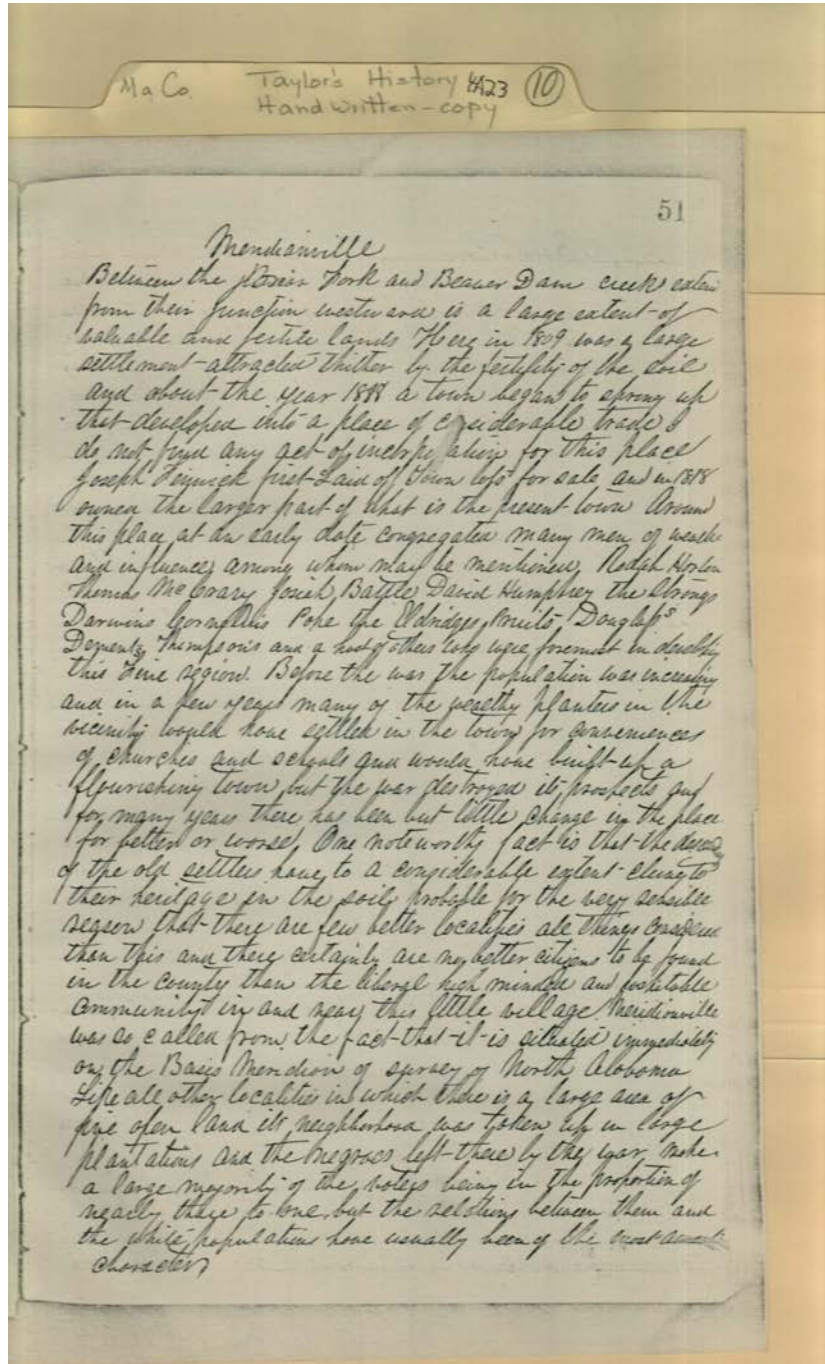 Ma Co. Taylor's History 4A23 10
Handwritten-copy
51
Meridianville
Between the Fork and Beaver Dam creek exten
from their junction westward is a large extent of
valuable and fertile lands Here in 1809 was a large
settlement attracted thither by the fertility of the soil
and about the year 1818 a town began to spring up
that developed into a place of considerable trade I
do not find any act of incorporation for this place
Joseph Fenwick first Laid of Town lots for sale and in 1818
owned the larger part of what is the present town Around
this place at an early date congregated many men of wealth
and influence, among whom may be mentioned, Rodah Horton
Thomas McCrary Josiah Battle David Humphrey the Strongs
Darwins Cornelius Pope the Eldridges, Pruits, Douglass
Dements, Thompsons and a host of others who were foremost in develop
this Fine region. Before the war the population was increasing
and in a few years many of the wealthy planters in the
vicinity would have settled in the town for conveniences
of churches and schools and would have built up a
flourishing town but the war destroyed its prospects and
for many years there has been but little change in the place
for better or worse, One noteworthy fact is that the
of the old settlers have to a considerable extent clung to
their heritage in the soil, probable for the very sensible
reason that there are few better localities all things considered
than this and there certainly are no better citizens to be found
in the county than the liberal high minded and hospitable
community in and near this little village. Meridianville
was so called from the fact that it is situated immediately
on the Basis Meridian of survey of North Alabama
Like all other localities in which there is a large area of
fine open land its neighborhood was taken up in large
plantations and the negroes left there by the war, make
a large majority of the voters being in the proportion of
nearly three to one, but the relations between them and
the white populations have usually been of the most
character